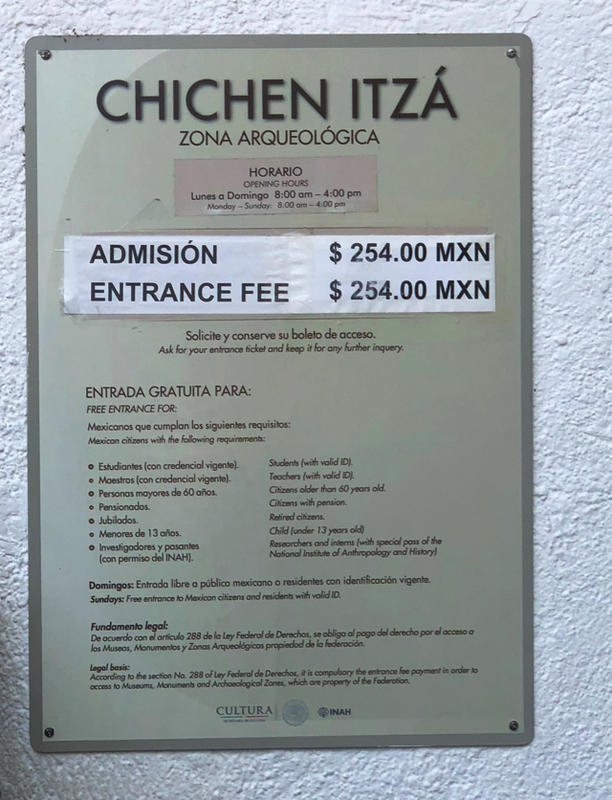 CHICHEN ITZÁ
ZONA ARQUEOLÓGICA
HORARIO
OPENING HOURS
Lunes a Domingo 8:00 am – 4:00 pm
Monday – Sunday: 8:00 am – 4:00 pm
ADMISIÓN $ 254.00 MXN
ENTRANCE FEE $ 254.00 MXN
Solicite y conserve su boleto de acceso.
Ask for your entrance ticket and keep it for any further inquery.
ENTRADA GRATUITA PARA:
FREE ENTRANCE FOR:
Mexicanos que cumplan los siguientes requisitos:
Mexican citizens with the following requirements:
Estudiantes (con credencial vigente). Students (with valid ID).
Maestros (con credencial vigente). Teachers (with valid ID).
Personas mayores de 60 años. Citizens older than 60 years old.
Pensionados. Citizens with pension.
Jubilados. Retired citizens.
Menores de 13 años. Child (under 13 years old)
Investigadores y pasantes Researchers and interns (with special pass of the
(con permiso del INAH). National Institute of Anthropology and History)
Domingos: Entrada libre a público mexicano o residentes con identificación vigente.
Sundays: Free entrance to Mexican citizens and residents with valid ID.
Fundamento legal:
De acuerdo con el artículo 288 de la Ley Federal de Derechos, se obliga al pago del derecho por el acceso a
los Museos, Monumentos y Zonas Arqueológicas propiedad de la federación.
Legal basis:
According to the section No. 288 of Ley Federal de Derechos, it is compulsory the entrance fee payment in order to
access to Museums, Monuments and Archaeological Zones, which are property of the Federation.
CULTURA INAH
SECRETARÍA DE CULTURA